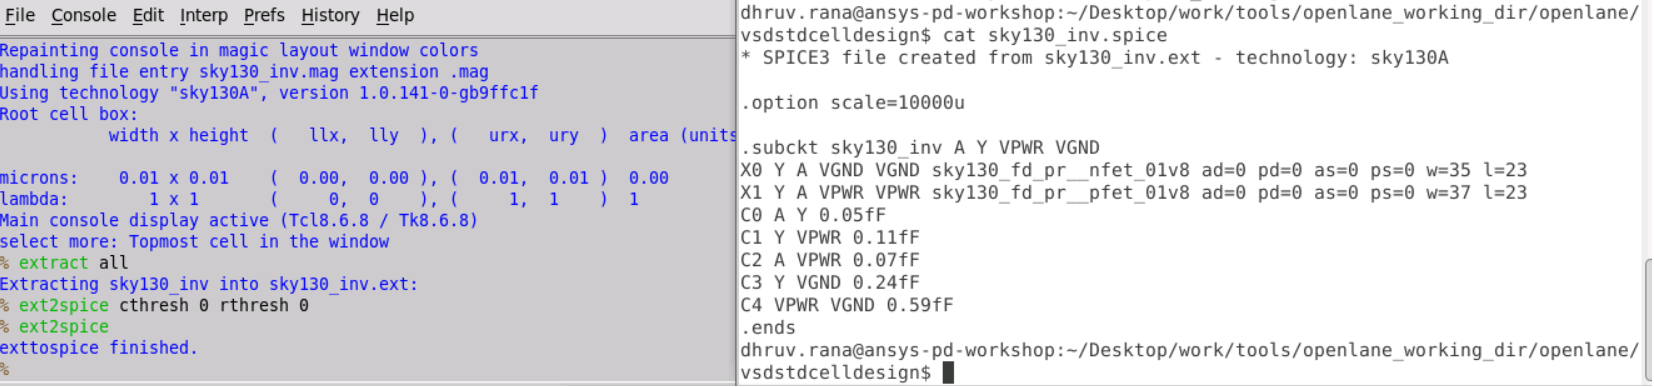 File Console Edit Interp Prefs History Help
Repainting console in magic layout window colors
handling file entry sky130_inv.mag extension .mag
Using technology "sky130A", version 1.0.141-0-gb9ffc1f
Root cell box:
width x height ( llx, lly ), ( urx, ury ) area (units
microns: 0.01 x 0.01 ( 0.00, 0.00 ), ( 0.01, 0.01 ) 0.00
lambda: 1 x 1 ( 0, 0 ), ( 1, 1 ) 1
Main console display active (Tcl8.6.8 / Tk8.6.8)
select more: Topmost cell in the window
% extract all
Extracting sky130_inv into sky130_inv.ext:
% ext2spice cthresh 0 rthresh 0
% ext2spice
exttospice finished.
%
dhruv.rana@ansys-pd-workshop:~/Desktop/work/tools/openlane_working_dir/openlane/
vsdstdcelldesign$ cat sky130_inv.spice
* SPICE3 file created from sky130_inv.ext - technology: sky130A
.option scale=10000u
.subckt sky130_inv A Y VPWR VGND
X0 Y A VGND VGND sky130_fd_pr__nfet_01v8 ad=0 pd=0 as=0 ps=0 w=35 l=23
X1 Y A VPWR VPWR sky130_fd_pr__pfet_01v8 ad=0 pd=0 as=0 ps=0 w=37 l=23
C0 A Y 0.05fF
C1 Y VPWR 0.11fF
C2 A VPWR 0.07fF
C3 Y VGND 0.24fF
C4 VPWR VGND 0.59fF
.ends
dhruv.rana@ansys-pd-workshop:~/Desktop/work/tools/openlane_working_dir/openlane/
vsdstdcelldesign$